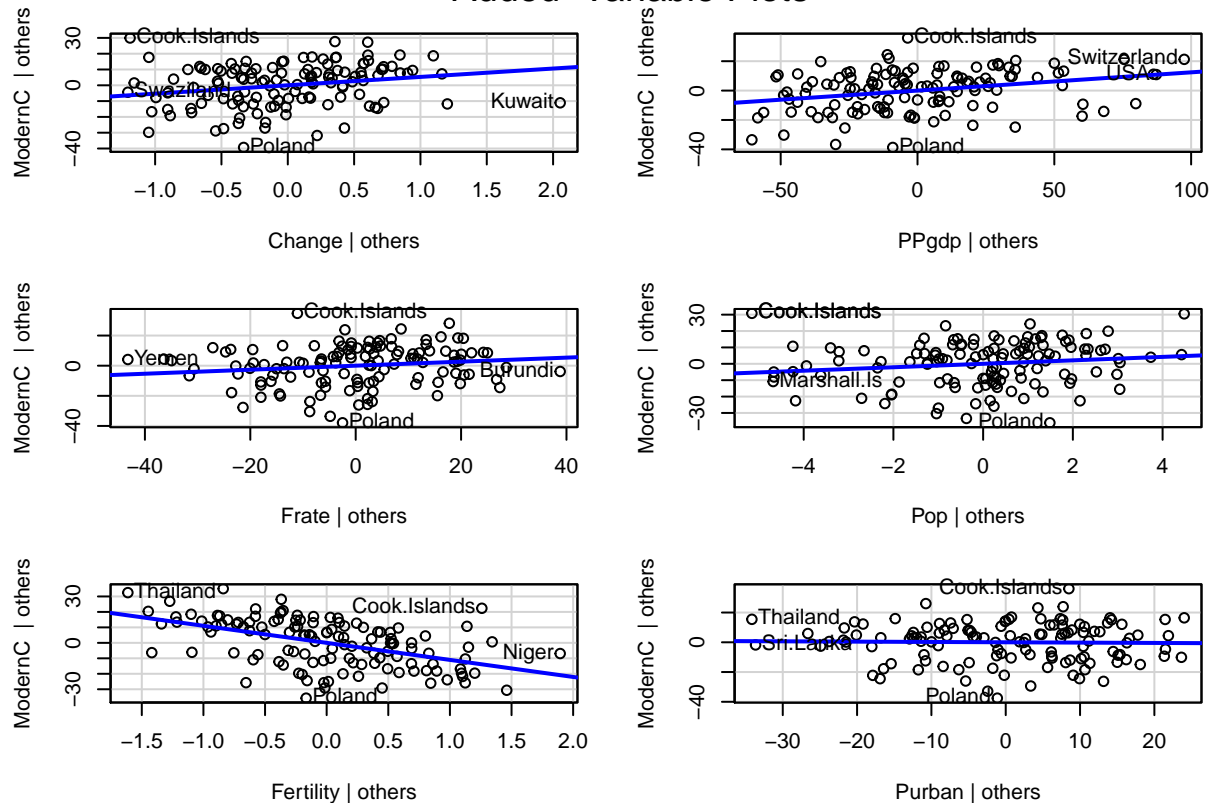 Added−Variable Plots
ModernC | others
30
0
−40
Cook.Islands
Swaziland
Kuwait
Poland
−1.0 −0.5 0.0 0.5 1.0 1.5 2.0
Change | others
ModernC | others
0
−40
Cook.Islands
Switzerland
USA
Poland
−50 0 50 100
PPgdp | others
ModernC | others
0
−40
Cook.Islands
Yemen
Burundi
Poland
−40 −20 0 20 40
Frate | others
ModernC | others
30
0
−30
Cook.Islands
Marshall.Is
Poland
−4 −2 0 2 4
Pop | others
ModernC | others
30
0
−30
Thailand
Cook.Islands
Niger
Poland
−1.5 −1.0 −0.5 0.0 0.5 1.0 1.5 2.0
Fertility | others
ModernC | others
0
−40
Cook.Islands
Thailand
Sri.Lanka
Poland
−30 −20 −10 0 10 20
Purban | others